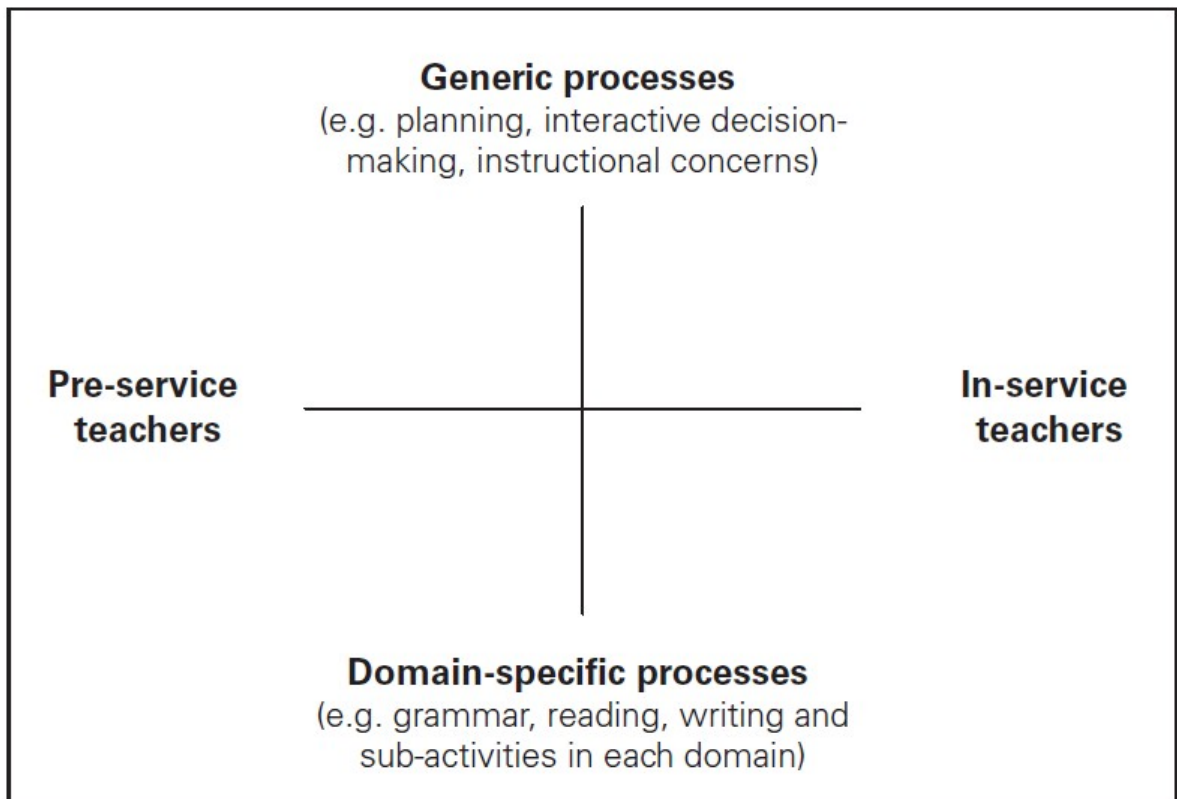 Generic processes
(e.g. planning, interactive decision-
making, instructional concerns)
Pre-service
teachers
In-service
teachers
Domain-specific processes
(e.g. grammar, reading, writing and
sub-activities in each domain)